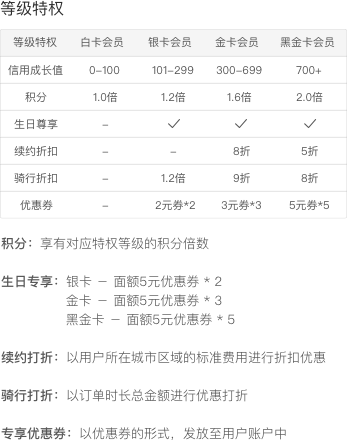 等级特权
等级特权 白卡会员 银卡会员 金卡会员 黑金卡会员
信用成长值 0–100 101–299 300–699 700+
积分 1.0倍 1.2倍 1.6倍 2.0倍
生日尊享 – ✓ ✓ ✓
续约折扣 – – 8折 5折
骑行折扣 – 1.2倍 9折 8折
优惠券 – 2元券*2 3元券*3 5元券*5
积分：享有对应特权等级的积分倍数
生日专享：银卡 － 面额5元优惠券 * 2
金卡 － 面额5元优惠券 * 3
黑金卡 － 面额5元优惠券 * 5
续约打折：以用户所在城市区域的标准费用进行折扣优惠
骑行打折：以订单时长总金额进行优惠打折
专享优惠券：以优惠券的形式，发放至用户账户中